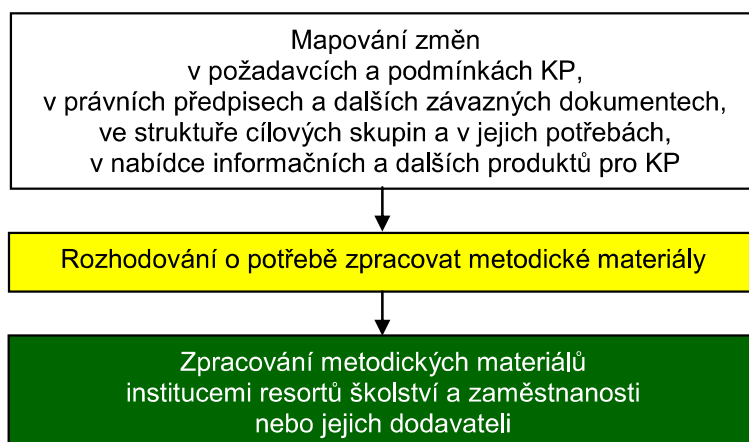 Mapování změn
v požadavcích a podmínkách KP,
v právních předpisech a dalších závazných dokumentech,
ve struktuře cílových skupin a v jejich potřebách,
v nabídce informačních a dalších produktů pro KP
Rozhodování o potřebě zpracovat metodické materiály
Zpracování metodických materiálů
institucemi resortů školství a zaměstnanosti
nebo jejich dodavateli